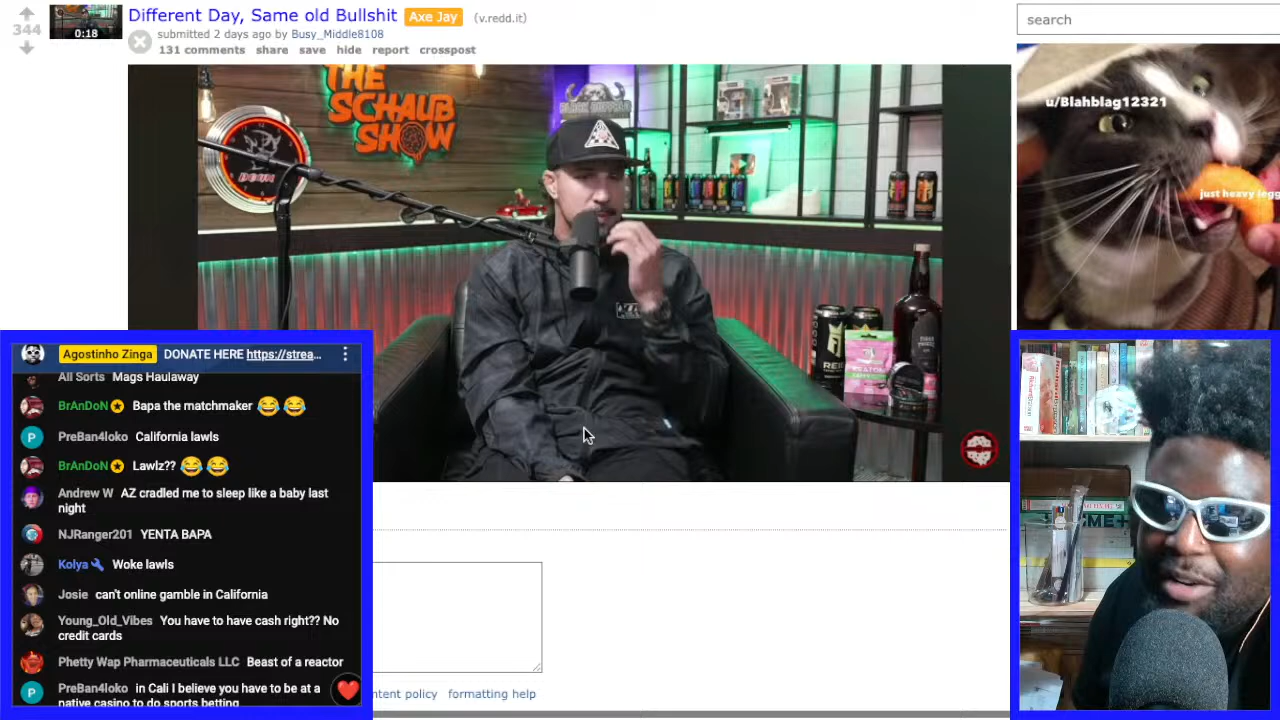 344
0:18
Different Day, Same old Bullshit Axe Jay (v.redd.it)
submitted 2 days ago by Busy_Middle8108
131 comments share save hide report crosspost
search
THE
SCHAUB
SHOW
u/Blahblag12321
just heavy legg
Agostinho Zinga DONATE HERE https://strea...
All Sorts Mags Haulaway
BrAnDoN Bapa the matchmaker 😂 😂
PreBan4loko California lawls
BrAnDoN Lawlz?? 😂 😂
Andrew W AZ cradled me to sleep like a baby last
night
NJRanger201 YENTA BAPA
Kolya Woke lawls
Josie can't online gamble in California
Young_Old_Vibes You have to have cash right?? No
credit cards
Phetty Wap Pharmaceuticals LLC Beast of a reactor
PreBan4loko in Cali I believe you have to be at a
native casino to do sports betting
ntent policy formatting help